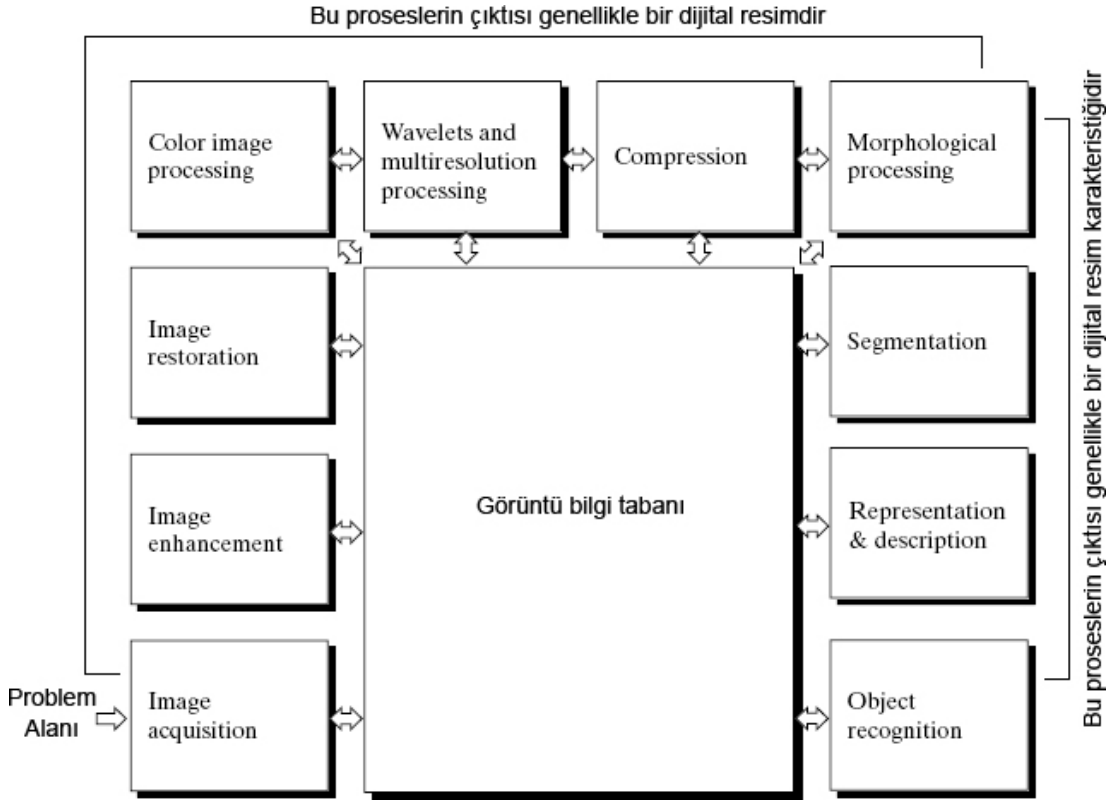 Bu proseslerin çıktısı genellikle bir dijital resimdir
Color image
processing
Wavelets and
multiresolution
processing
Compression
Morphological
processing
Bu proseslerin çıktısı genellikle bir dijital resim karakteristiğidir
Image
restoration
Segmentation
Görüntü bilgi tabanı
Image
enhancement
Representation
& description
Problem
Alanı
Image
acquisition
Object
recognition